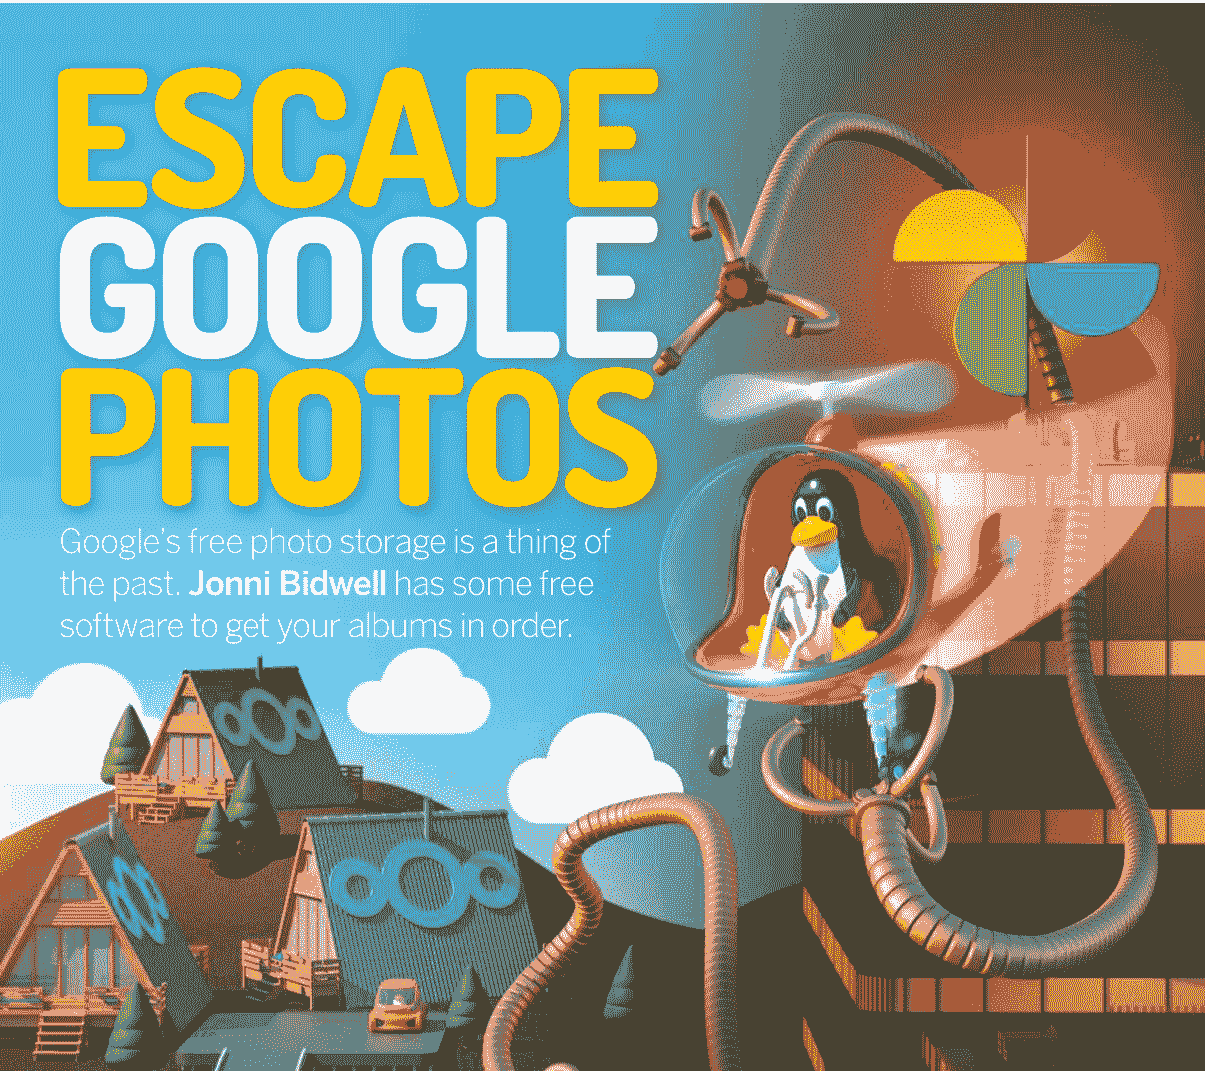 ESCAPE
GOOGLE
PHOTOS
Google’s free photo storage is a thing of
the past. Jonni Bidwell has some free
software to get your albums in order.